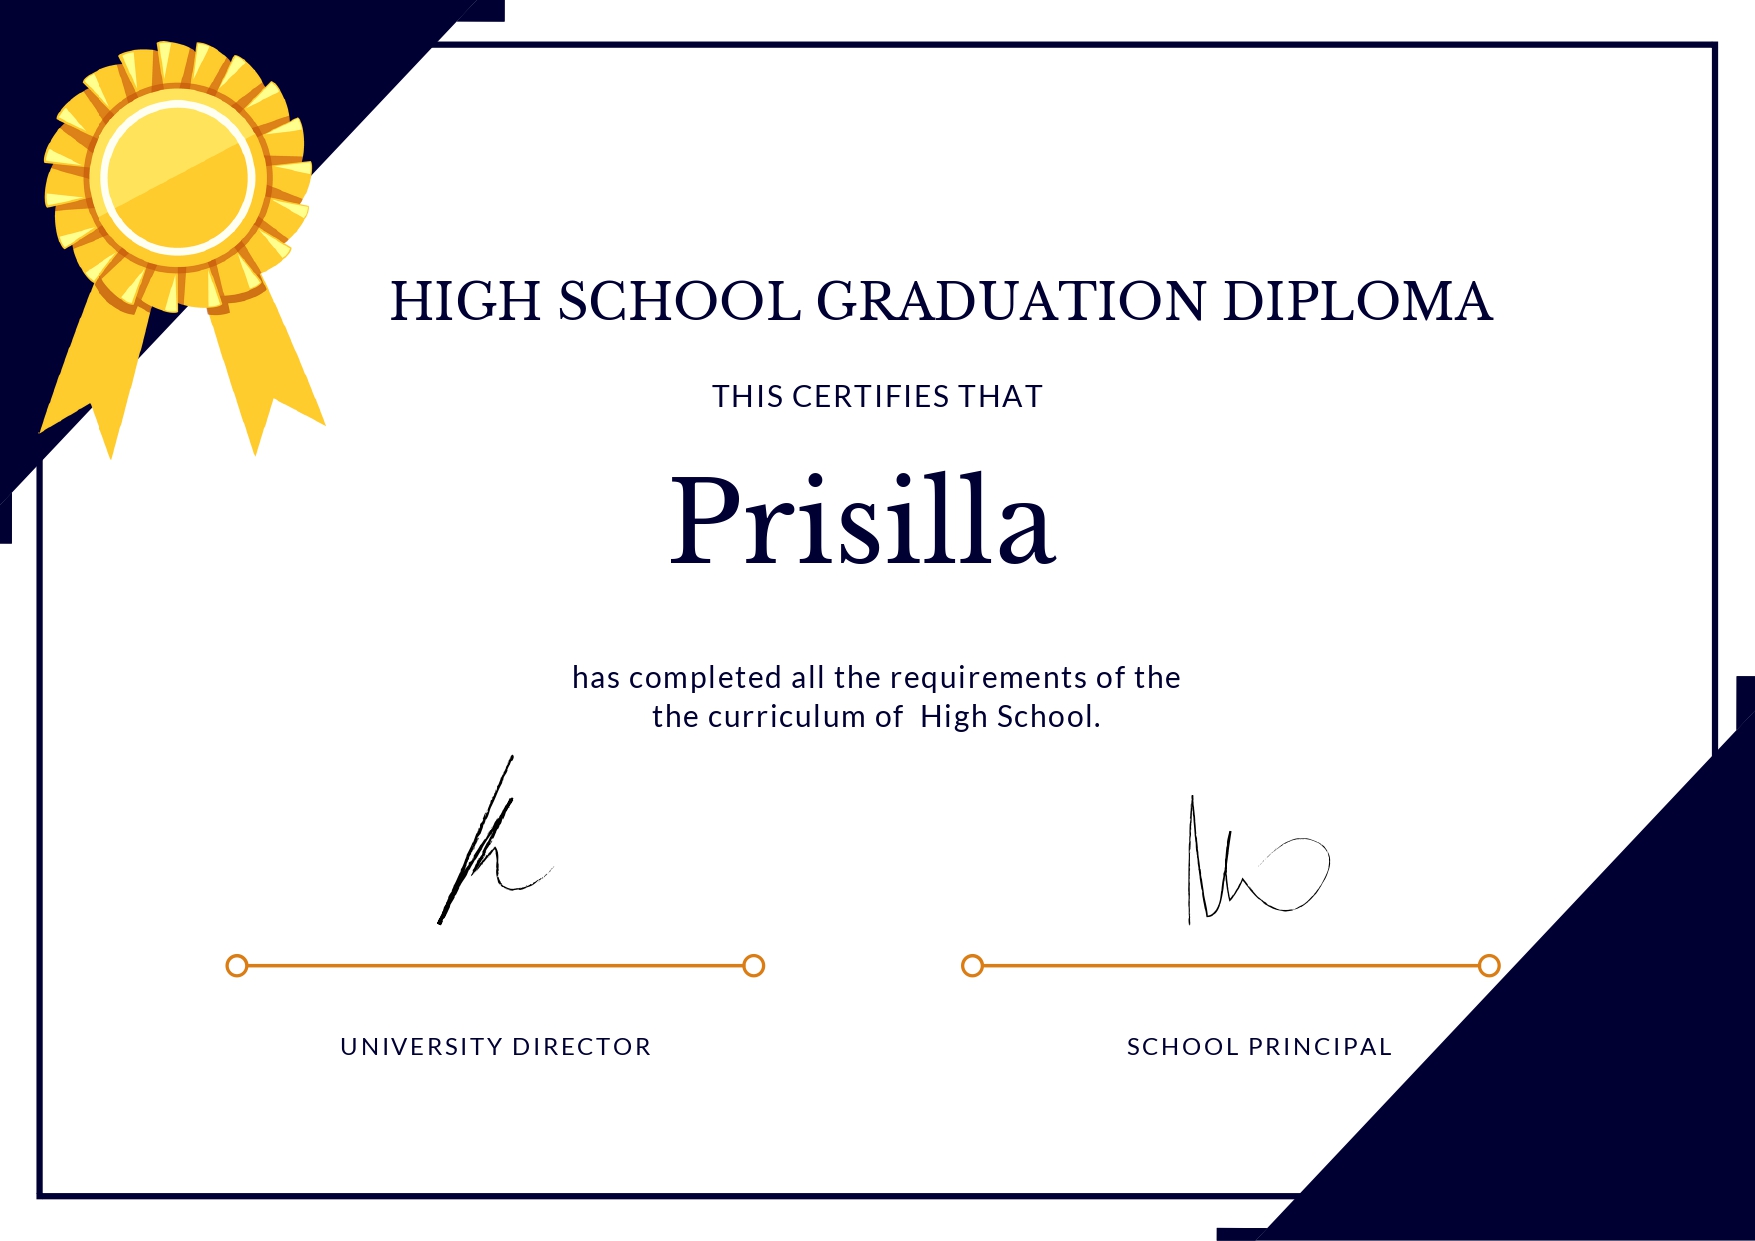 HIGH SCHOOL GRADUATION DIPLOMA
THIS CERTIFIES THAT
Prisilla
has completed all the requirements of the
the curriculum of  High School.
UNIVERSITY DIRECTOR
SCHOOL PRINCIPAL